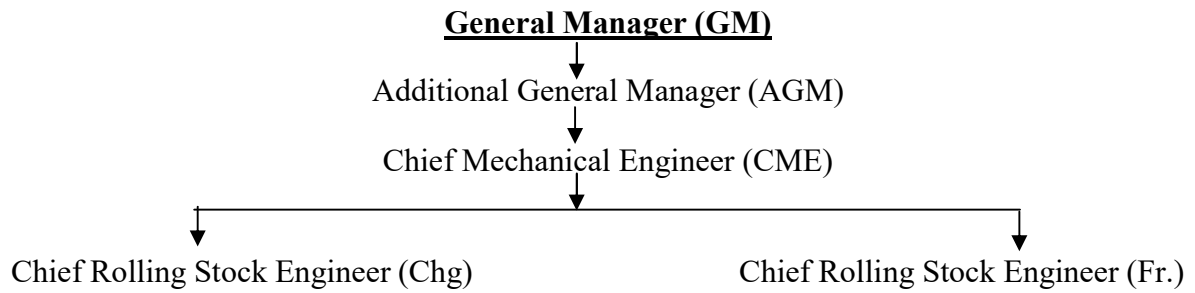 General Manager (GM)
Additional General Manager (AGM)
Chief Mechanical Engineer (CME)
Chief Rolling Stock Engineer (Chg) Chief Rolling Stock Engineer (Fr.)